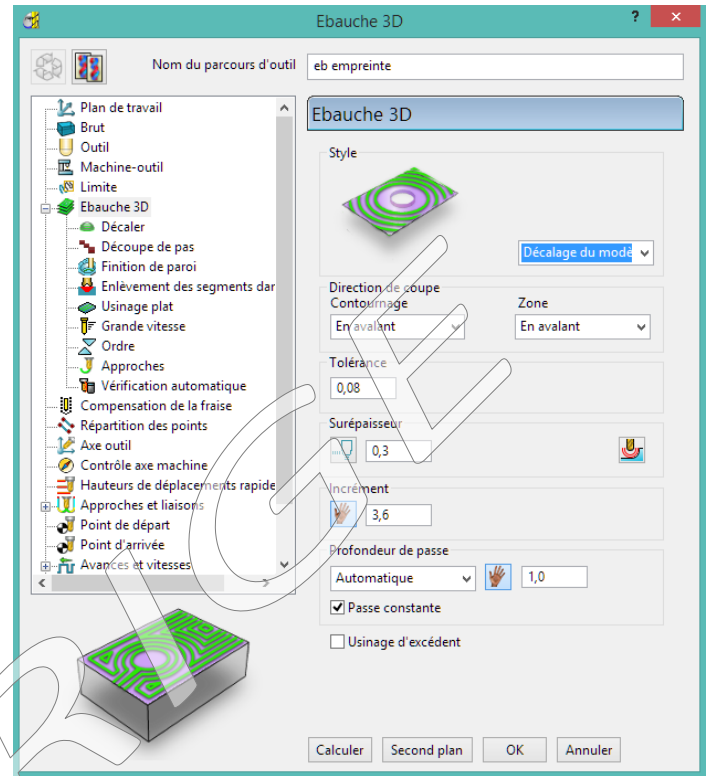 Ebauche 3D
?
×
Nom du parcours d'outil
eb empreinte
Plan de travail
Brut
Outil
Machine-outil
Limite
Ebauche 3D
Décaler
Découpe de pas
Finition de paroi
Enlèvement des segments dar
Usinage plat
Grande vitesse
Ordre
Approches
Vérification automatique
Compensation de la fraise
Répartition des points
Axe outil
Contrôle axe machine
Hauteurs de déplacements rapide
Approches et liaisons
Point de départ
Point d'arrivée
Avances et vitesses
Ebauche 3D
Style
Décalage du modè
Direction de coupe
Contournage Zone
En avalant En avalant
Tolérance
0,08
Surépaisseur
0,3
Incrément
3,6
Profondeur de passe
Automatique 1,0
Passe constante
Usinage d'excédent
Calculer Second plan OK Annuler